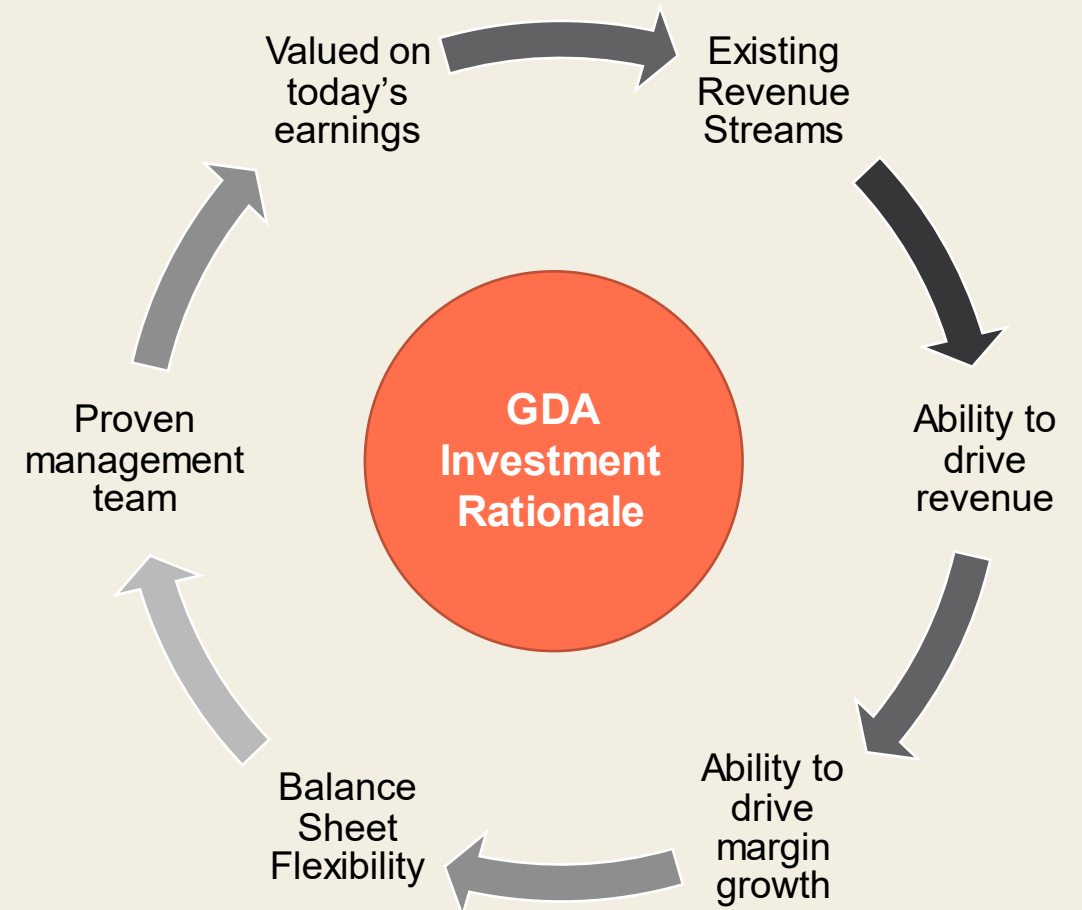 Valued on
today’s
earnings
Existing
Revenue
Streams
Ability to
drive
revenue
Ability to
drive
margin
growth
Balance
Sheet
Flexibility
Proven
management
team
GDA
Investment
Rationale